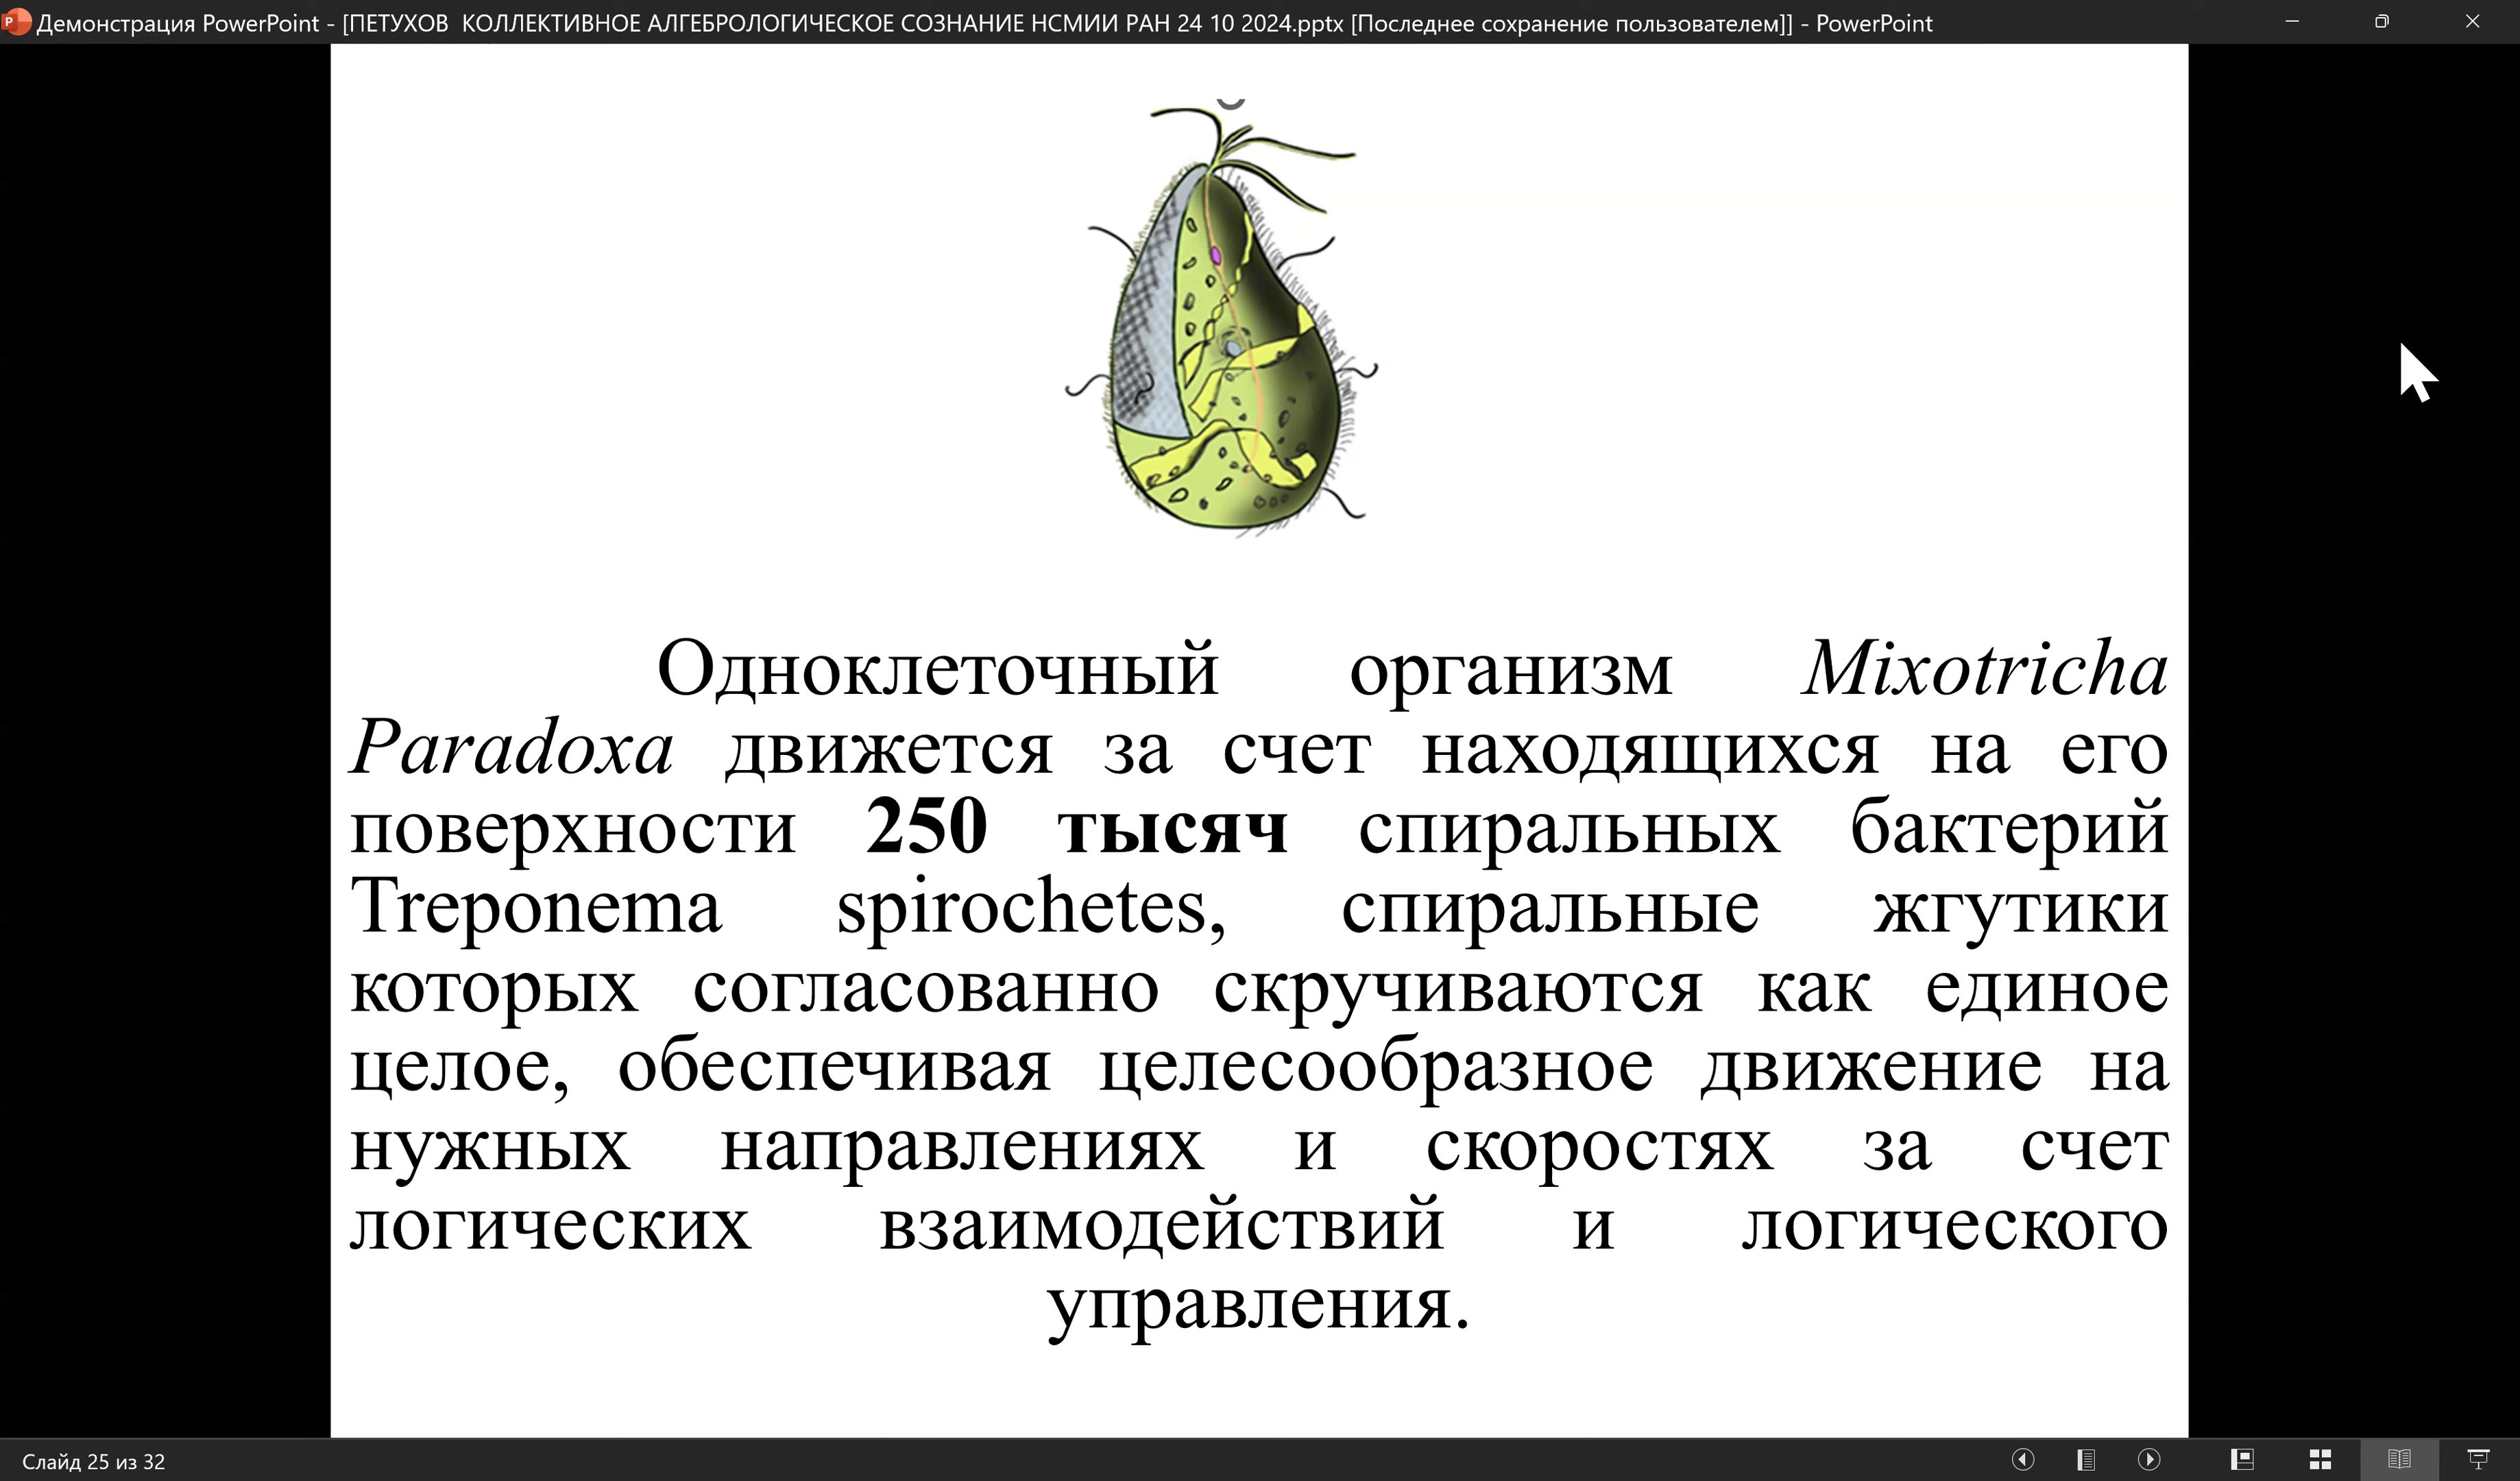 Демонстрация PowerPoint - [ПЕТУХОВ  КОЛЛЕКТИВНОЕ АЛГЕБРОЛОГИЧЕСКОЕ СОЗНАНИЕ НСМИИ РАН 24 10 2024.pptx [Последнее сохранение пользователем]] - PowerPoint
Одноклеточный организм Mixotricha
Paradoxa движется за счет находящихся на его
поверхности 250 тысяч спиральных бактерий
Treponema spirochetes, спиральные жгутики
которых согласованно скручиваются как единое
целое, обеспечивая целесообразное движение на
нужных направлениях и скоростях за счет
логических взаимодействий и логического
управления.
Слайд 25 из 32